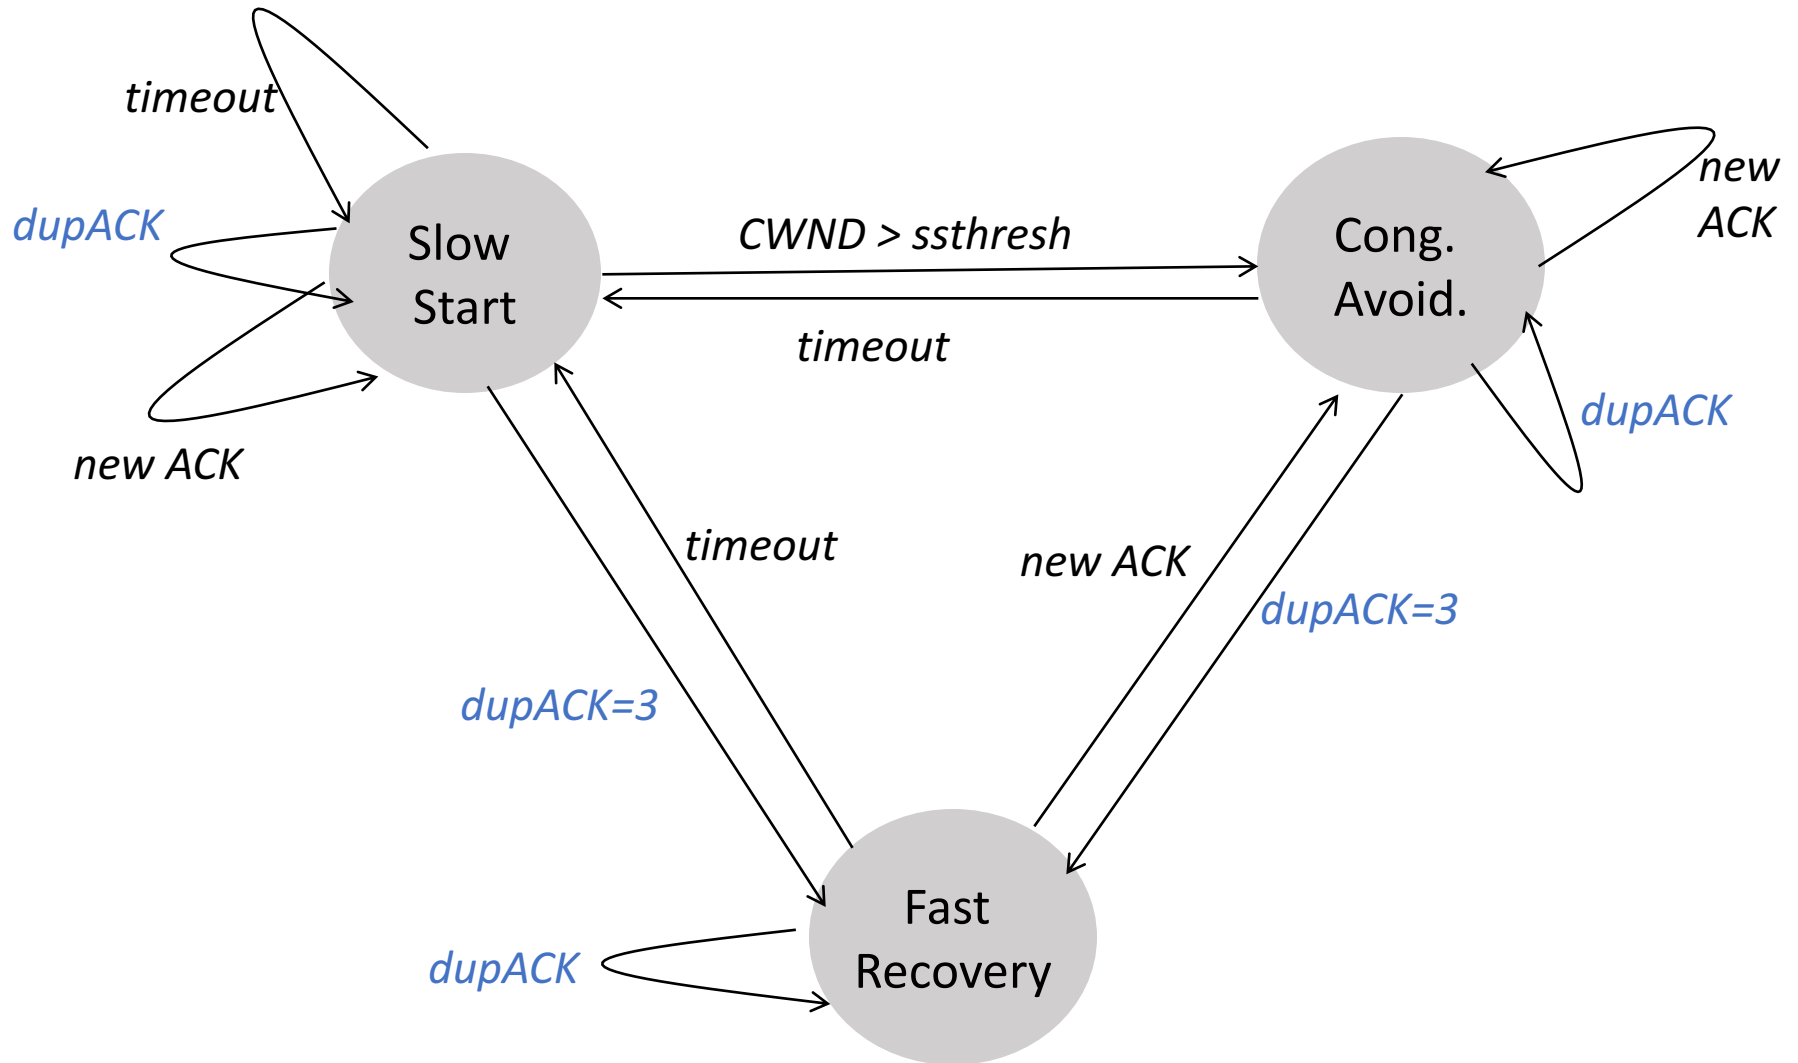 timeout
dupACK
Slow
Start
new ACK
CWND > ssthresh
timeout
Cong.
Avoid.
new
ACK
dupACK
timeout
new ACK
dupACK=3
dupACK=3
Fast
Recovery
dupACK